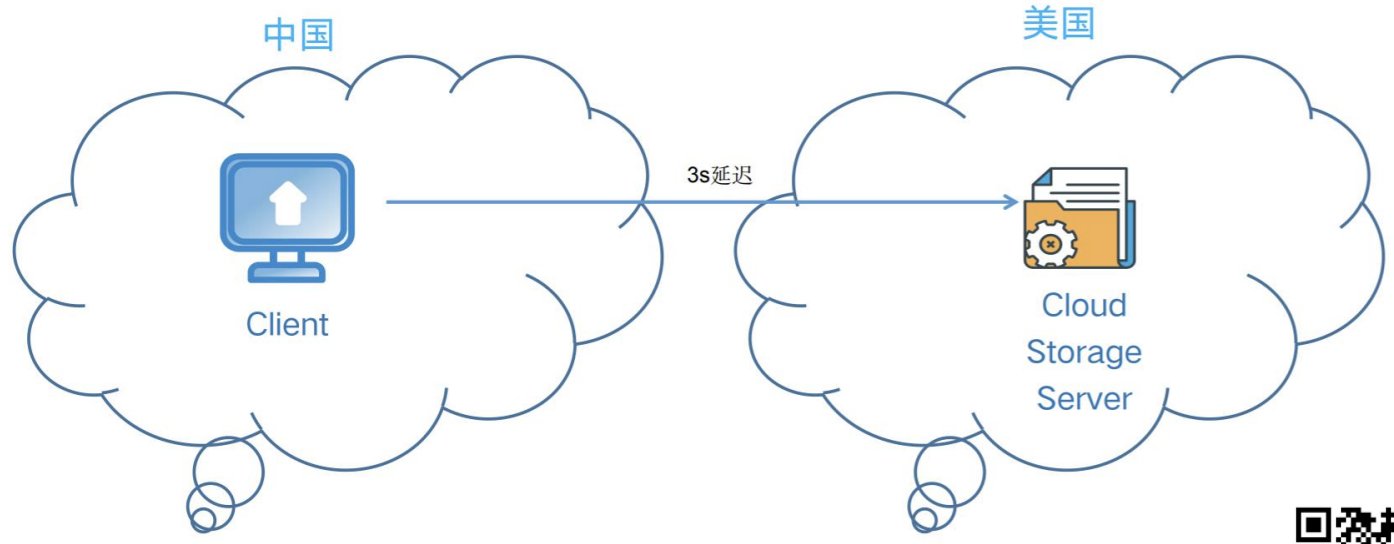 中国
美国
3s延迟
Client
Cloud
Storage
Server